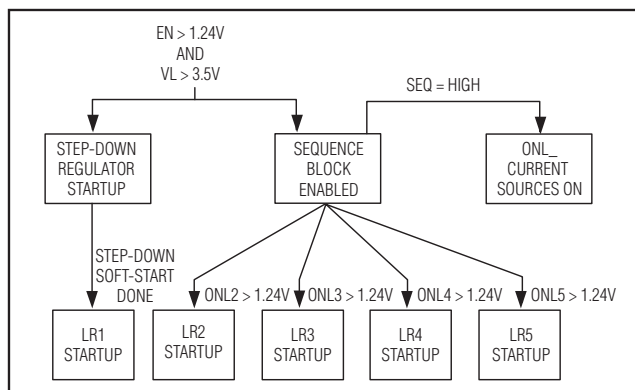 EN > 1.24V
AND
VL > 3.5V
SEQ = HIGH
STEP-DOWN
REGULATOR
STARTUP
SEQUENCE
BLOCK
ENABLED
ONL_
CURRENT
SOURCES ON
STEP-DOWN
SOFT-START
DONE
ONL2 > 1.24V
ONL3 > 1.24V
ONL4 > 1.24V
ONL5 > 1.24V
LR1
STARTUP
LR2
STARTUP
LR3
STARTUP
LR4
STARTUP
LR5
STARTUP